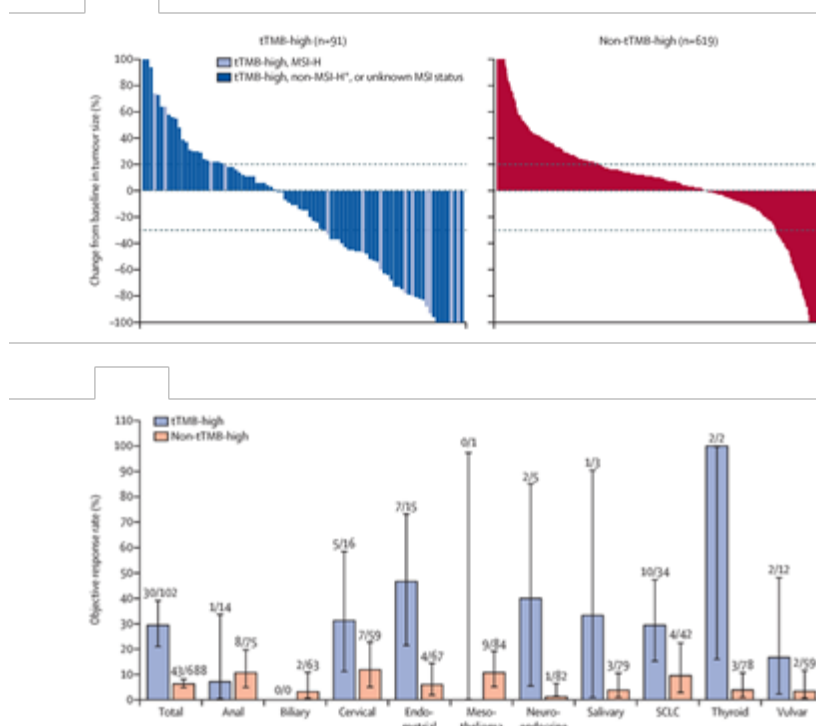 tTMB-high (n=91)
Non-tTMB-high (n=619)
tTMB-high, MSI-H
tTMB-high, non-MSI-H*, or unknown MSI status
Change from baseline in tumour size (%)
100
80
60
40
20
0
-20
-40
-60
-80
-100
tTMB-high
Non-tTMB-high
Objective response rate (%)
110
100
90
80
70
60
50
40
30
20
10
0
30/102
43/688
1/14
8/75
0/0
2/63
5/16
7/59
7/15
4/67
0/1
9/84
2/5
1/82
1/3
3/79
10/34
4/42
2/2
3/78
2/12
2/59
Total
Anal
Biliary
Cervical
Endo-
metrial
Meso-
thelioma
Neuro-
endocrine
Salivary
SCLC
Thyroid
Vulvar